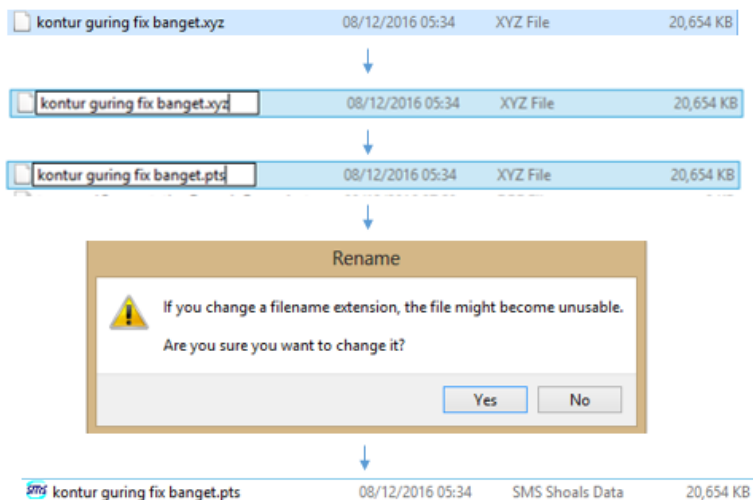 kontur guring fix banget.xyz 08/12/2016 05:34 XYZ File 20,654 KB
kontur guring fix banget.xyz 08/12/2016 05:34 XYZ File 20,654 KB
kontur guring fix banget.pts 08/12/2016 05:34 XYZ File 20,654 KB
Rename
If you change a filename extension, the file might become unusable.
Are you sure you want to change it?
Yes No
sms kontur guring fix banget.pts 08/12/2016 05:34 SMS Shoals Data 20,654 KB